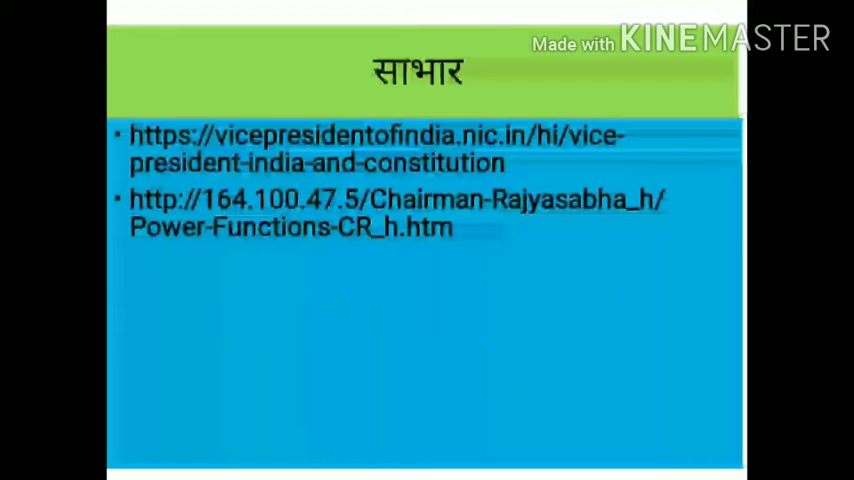 Made with KINEMASTER
साभार
• https://vicepresidentofindia.nic.in/hi/vice-
president-india-and-constitution
• http://164.100.47.5/Chairman-Rajyasabha_h/
Power-Functions-CR_h.htm